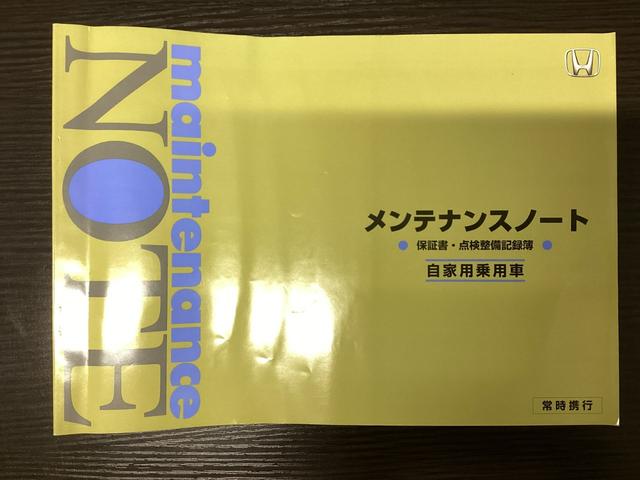 maintenance
NOTE
メンテナンスノート
● 保証書・点検整備記録簿 ●
自家用乗用車
常時携行